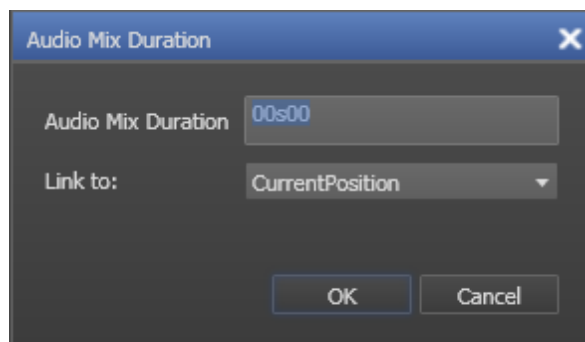 Audio Mix Duration
Audio Mix Duration 00s00
Link to: CurrentPosition
OK Cancel